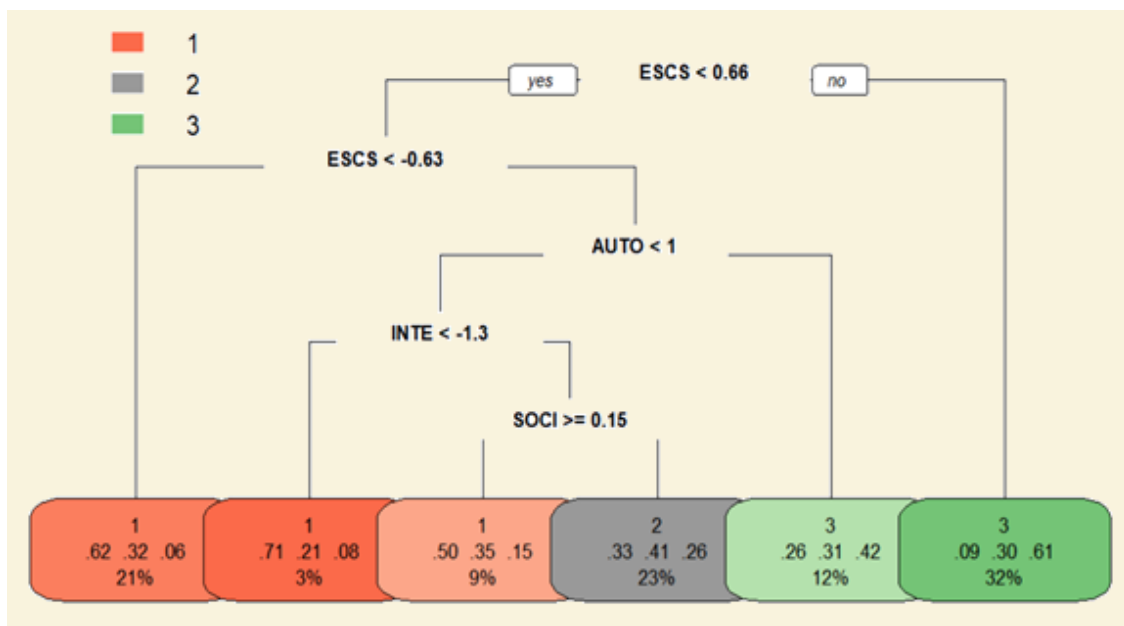 1
2
3
yes ESCS < 0.66 no
ESCS < -0.63
AUTO < 1
INTE < -1.3
SOCI >= 0.15
1 1 1 2 3 3
.62 .32 .06 .71 .21 .08 .50 .35 .15 .33 .41 .26 .26 .31 .42 .09 .30 .61
21% 3% 9% 23% 12% 32%